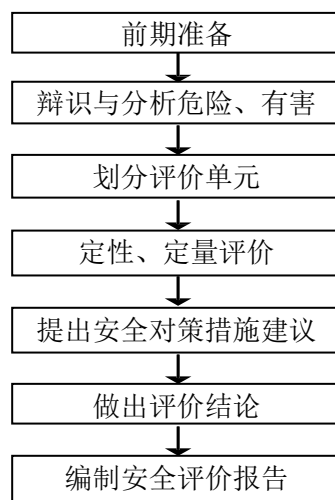 前期准备
辩识与分析危险、有害
划分评价单元
定性、定量评价
提出安全对策措施建议
做出评价结论
编制安全评价报告